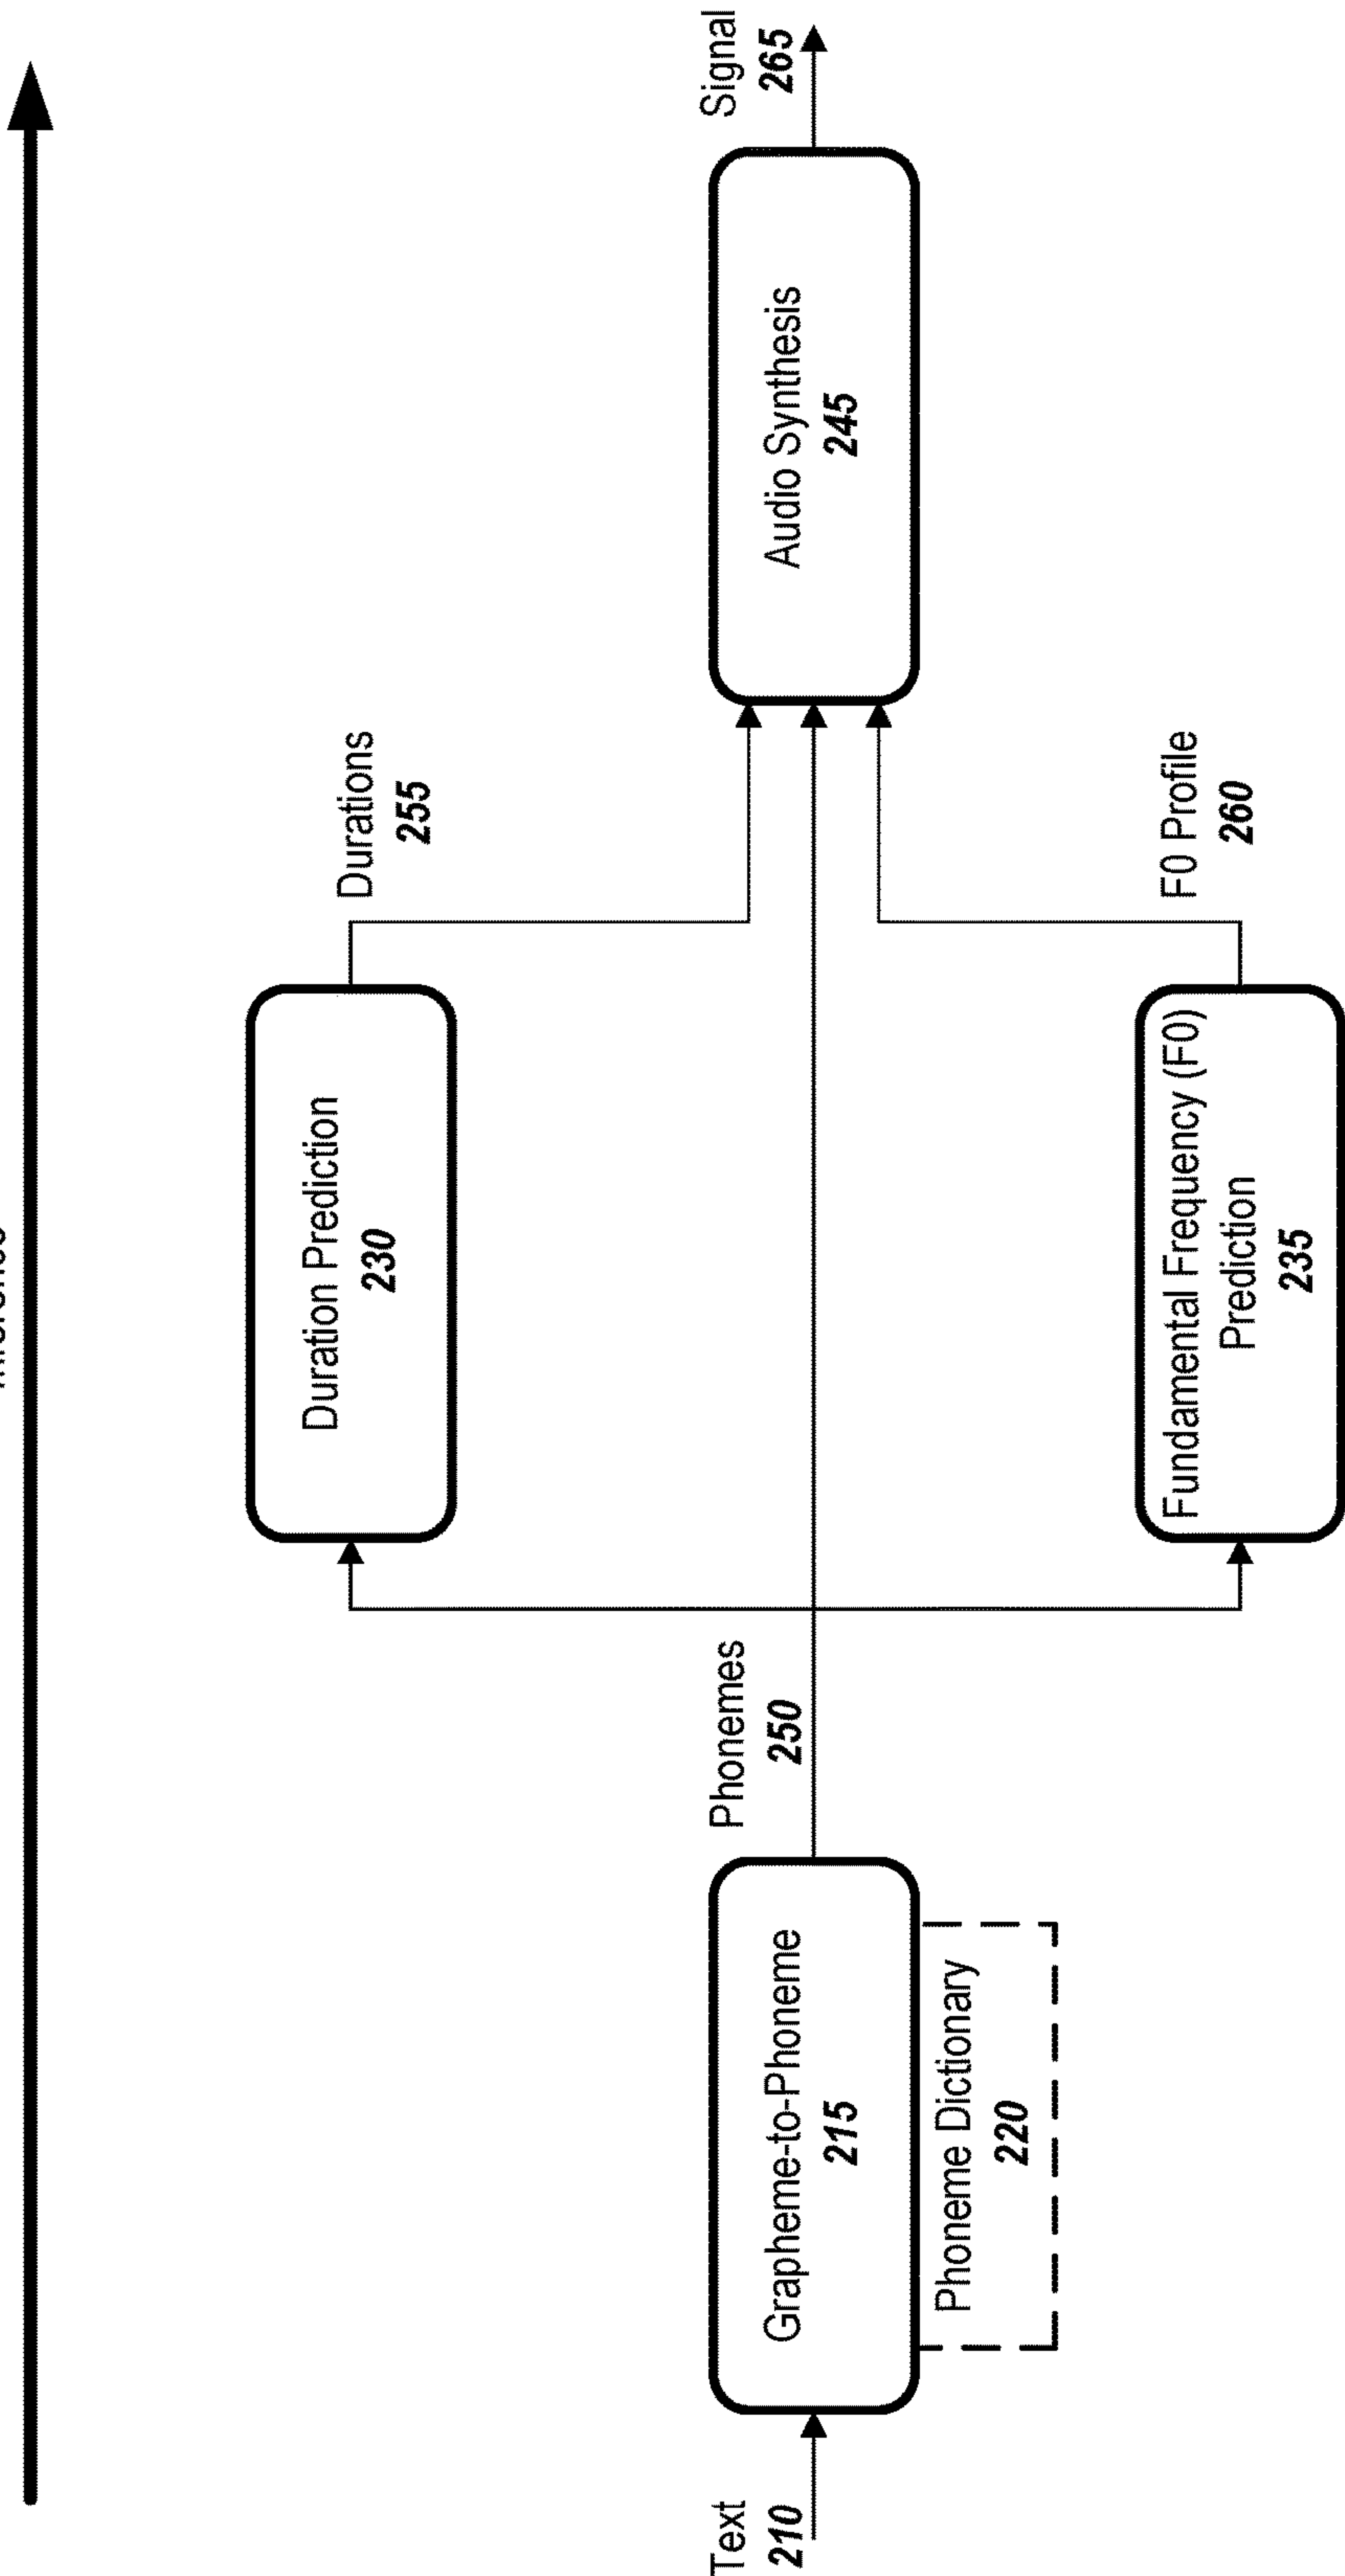 Text
210
Grapheme-to-Phoneme
215
Phoneme Dictionary
220
Phonemes
250
Duration Prediction
230
Durations
255
Fundamental Frequency (F0)
Prediction
235
F0 Profile
260
Audio Synthesis
245
Signal
265